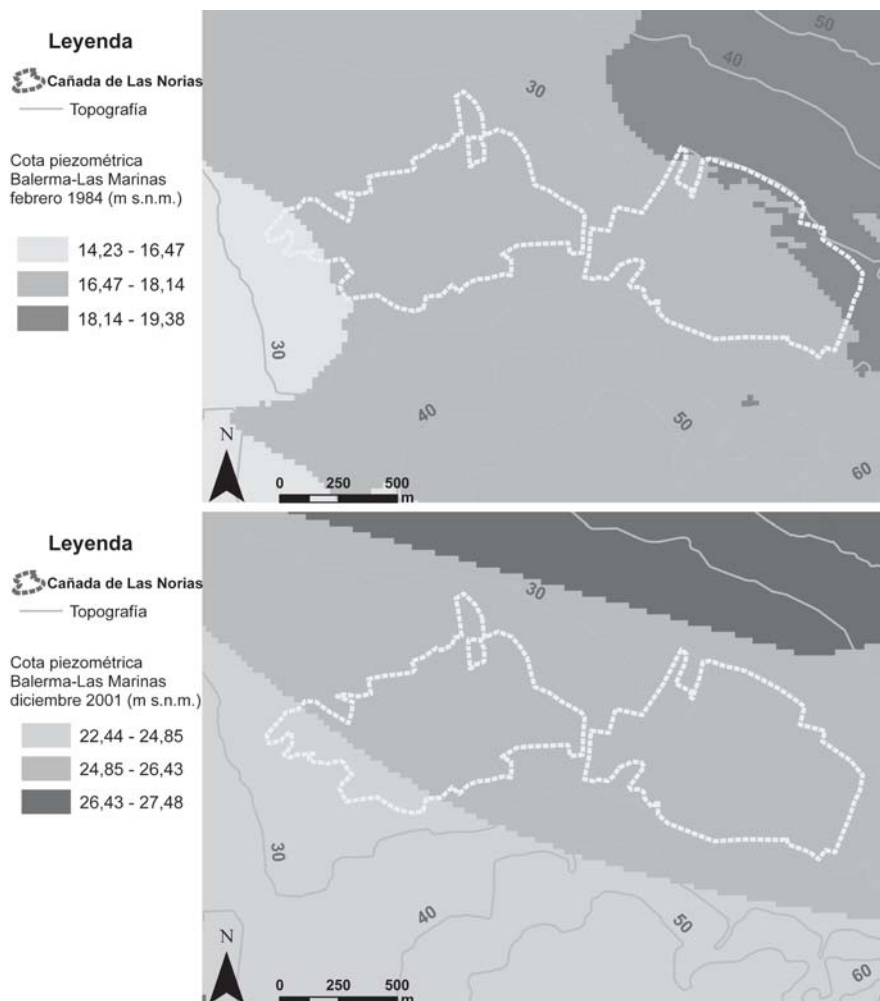 Leyenda
Cañada de Las Norias
Topografía
Cota piezométrica
Balerma-Las Marinas
febrero 1984 (m s.n.m.)
14,23 - 16,47
16,47 - 18,14
18,14 - 19,38
50
40
30
30
40
50
60
N
0 250 500
m
Leyenda
Cañada de Las Norias
Topografía
Cota piezométrica
Balerma-Las Marinas
diciembre 2001 (m s.n.m.)
22,44 - 24,85
24,85 - 26,43
26,43 - 27,48
30
30
40
50
60
N
0 250 500
m